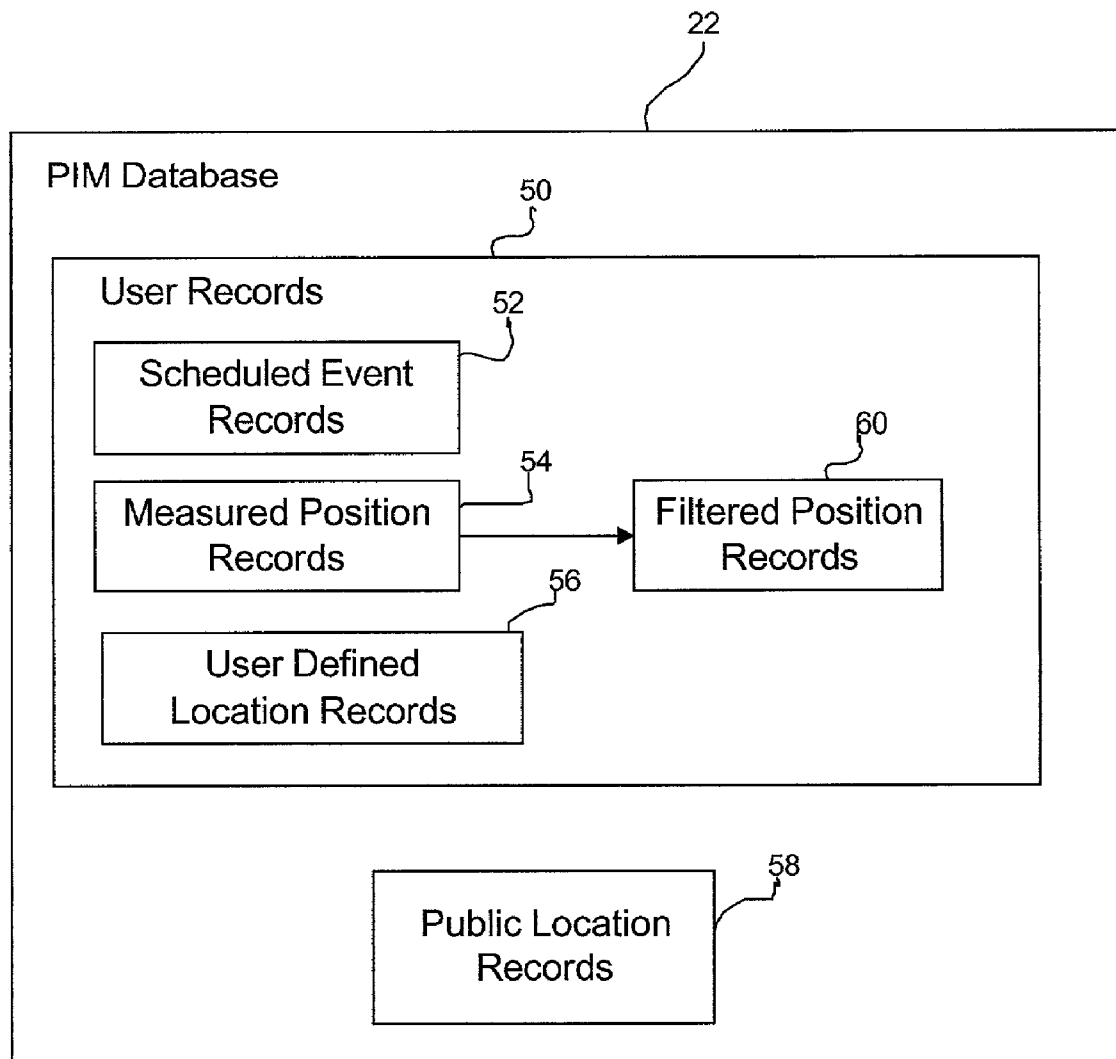 22
PIM Database
50
User Records
52
Scheduled Event
Records
54
Measured Position
Records
60
Filtered Position
Records
56
User Defined
Location Records
58
Public Location
Records